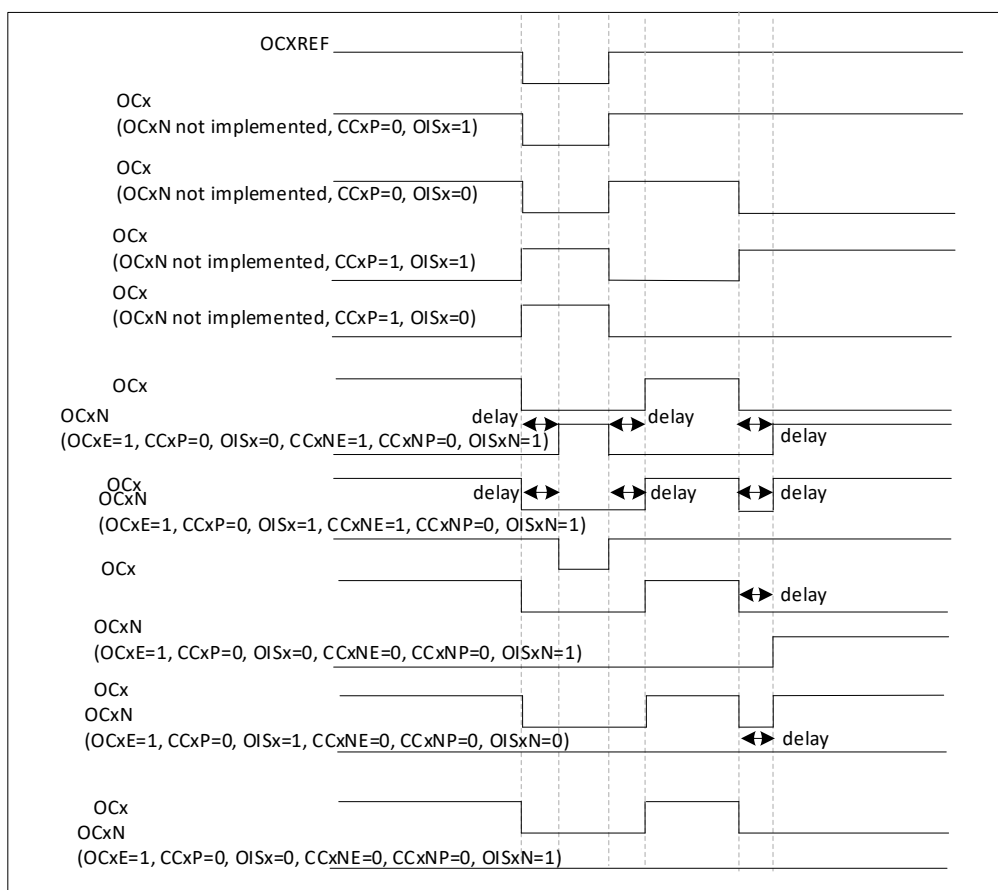 OCXREF
OCx
(OCxN not implemented, CCxP=0, OISx=1)
OCx
(OCxN not implemented, CCxP=0, OISx=0)
OCx
(OCxN not implemented, CCxP=1, OISx=1)
OCx
(OCxN not implemented, CCxP=1, OISx=0)
OCx
OCxN
delay
delay
delay
(OCxE=1, CCxP=0, OISx=0, CCxNE=1, CCxNP=0, OISxN=1)
OCx
delay
delay
delay
OCxN
(OCxE=1, CCxP=0, OISx=1, CCxNE=1, CCxNP=0, OISxN=1)
OCx
delay
OCxN
(OCxE=1, CCxP=0, OISx=0, CCxNE=0, CCxNP=0, OISxN=1)
OCx
OCxN
(OCxE=1, CCxP=0, OISx=1, CCxNE=0, CCxNP=0, OISxN=0)
delay
OCx
OCxN
(OCxE=1, CCxP=0, OISx=0, CCxNE=0, CCxNP=0, OISxN=1)